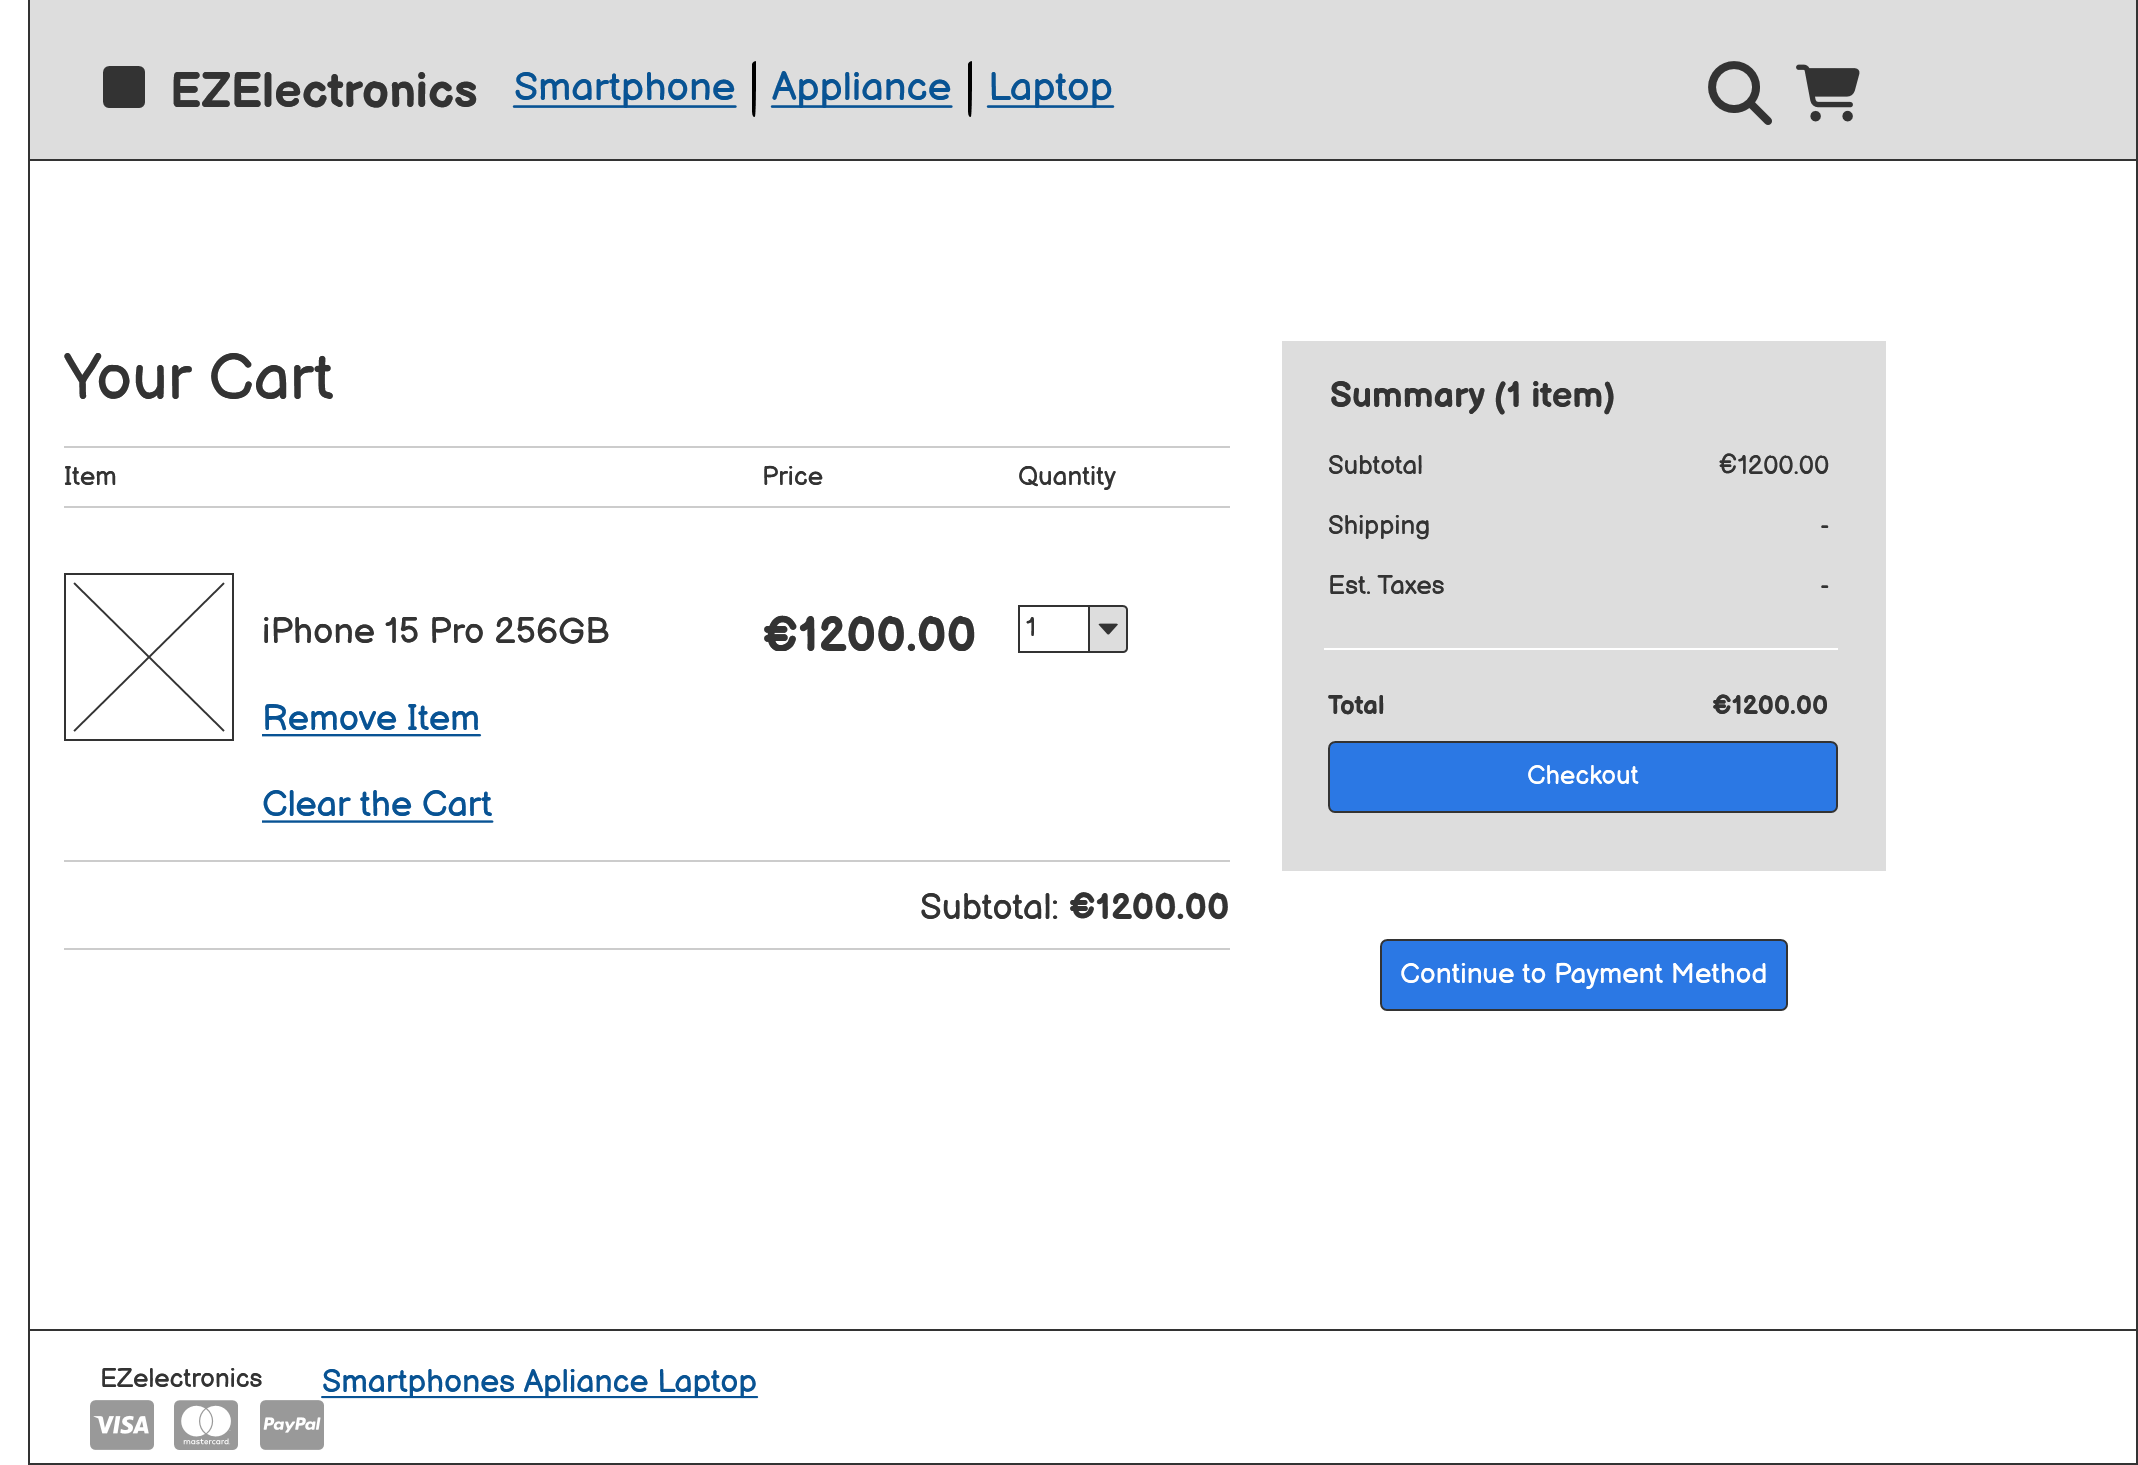 EZElectronics Smartphone Appliance Laptop
Your Cart
Item Price Quantity
iPhone 15 Pro 256GB €1200.00 1
Remove Item
Clear the Cart
Subtotal: €1200.00
Summary (1 item)
Subtotal €1200.00
Shipping -
Est. Taxes -
Total €1200.00
Checkout
Continue to Payment Method
EZelectronics Smartphones Apliance Laptop
VISA mastercard PayPal